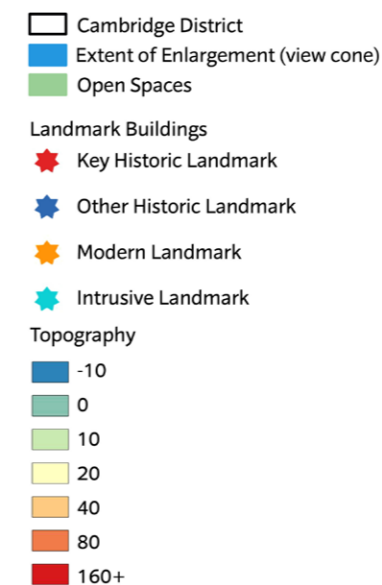 Cambridge District
Extent of Enlargement (view cone)
Open Spaces
Landmark Buildings
Key Historic Landmark
Other Historic Landmark
Modern Landmark
Intrusive Landmark
Topography
-10
0
10
20
40
80
160+